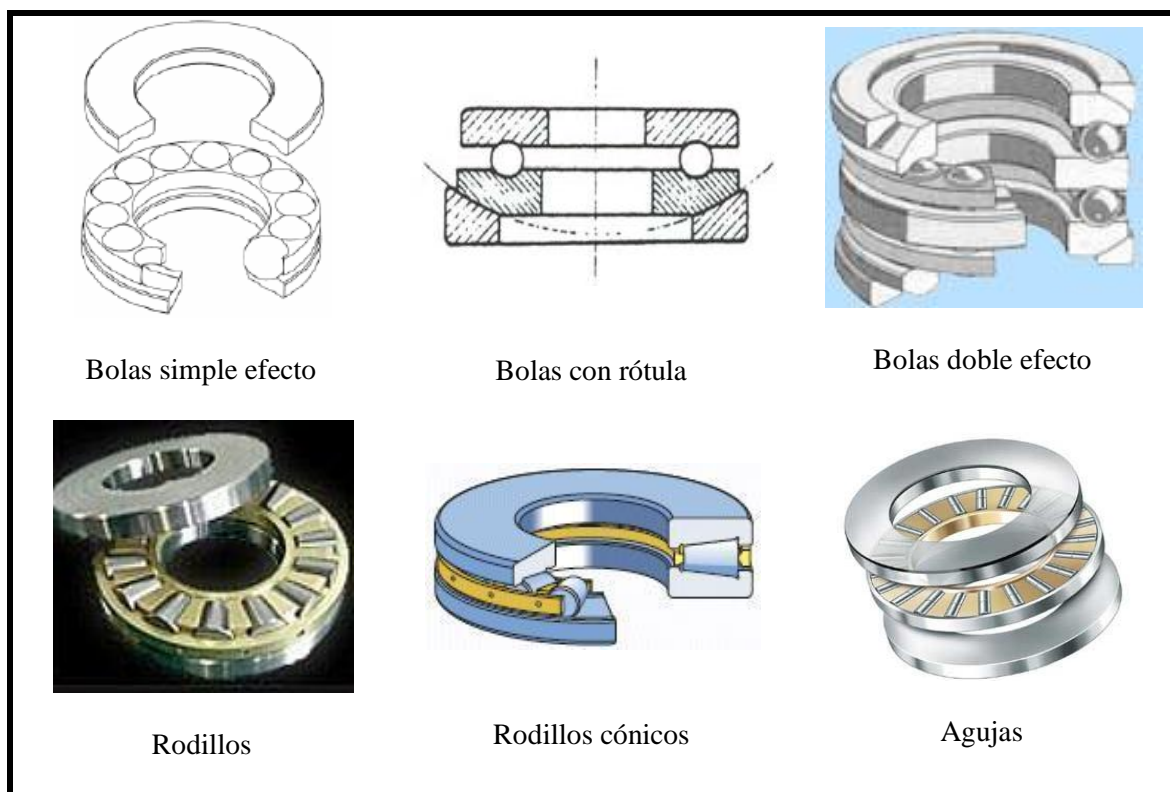 Bolas simple efecto
Bolas con rótula
Bolas doble efecto
Rodillos
Rodillos cónicos
Agujas